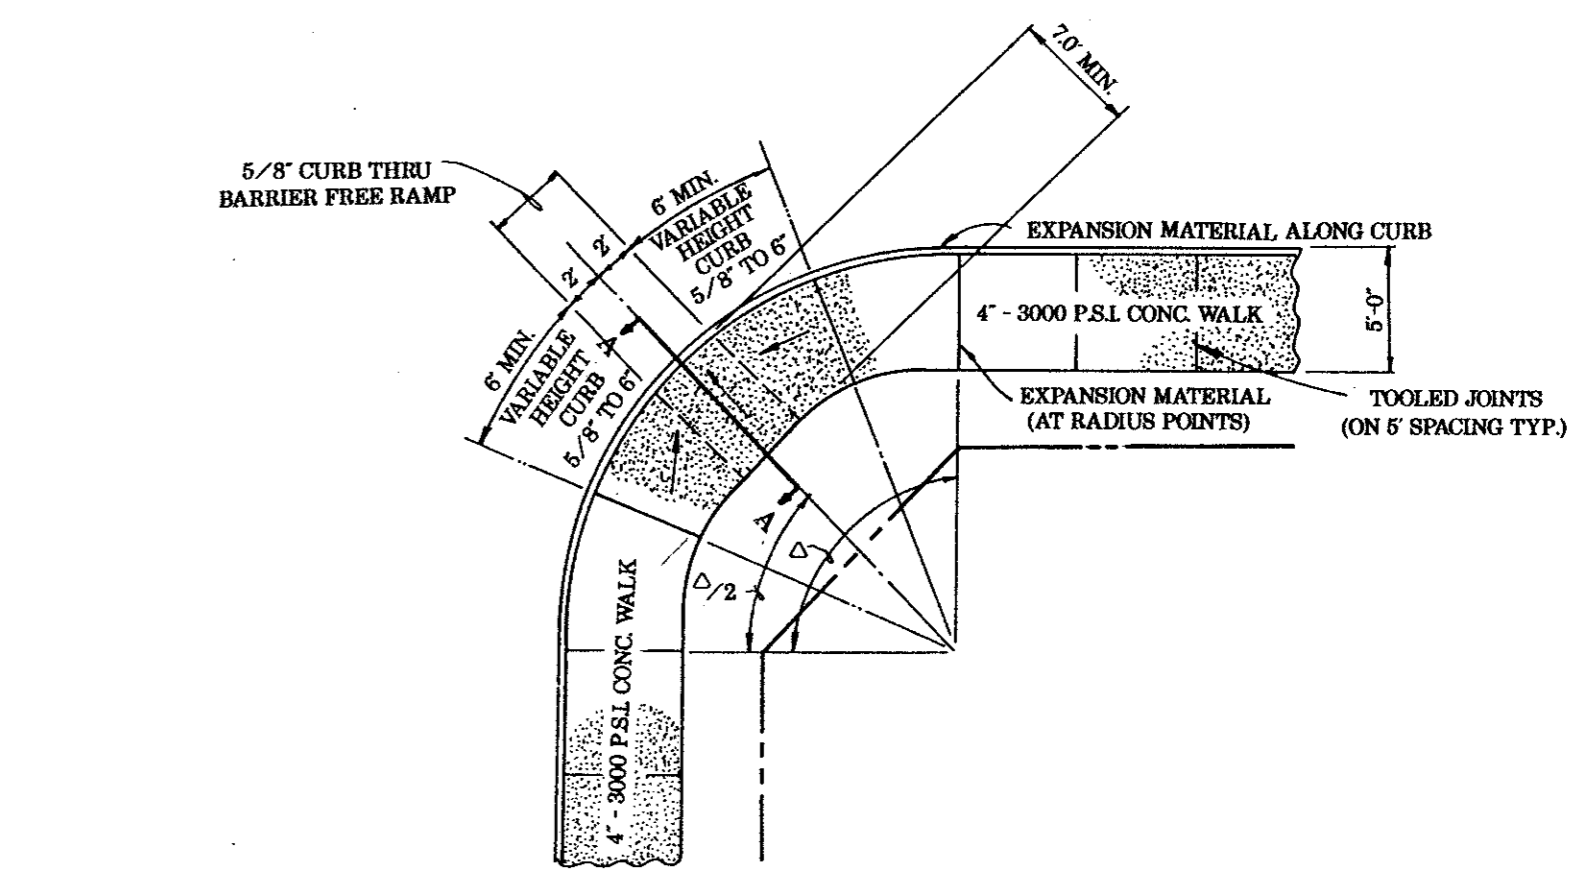 7.0' MIN.
5/8" CURB THRU
BARRIER FREE RAMP
6' MIN.
VARIABLE
HEIGHT
CURB
5/8" TO 6"
2'
2'
6' MIN.
VARIABLE
HEIGHT
CURB
5/8" TO 6"
A
A
EXPANSION MATERIAL ALONG CURB
4" - 3000 P.S.I. CONC. WALK
5'-0"
EXPANSION MATERIAL
(AT RADIUS POINTS)
TOOLED JOINTS
(ON 5' SPACING TYP.)
Δ
Δ/2
4" - 3000 P.S.I. CONC. WALK